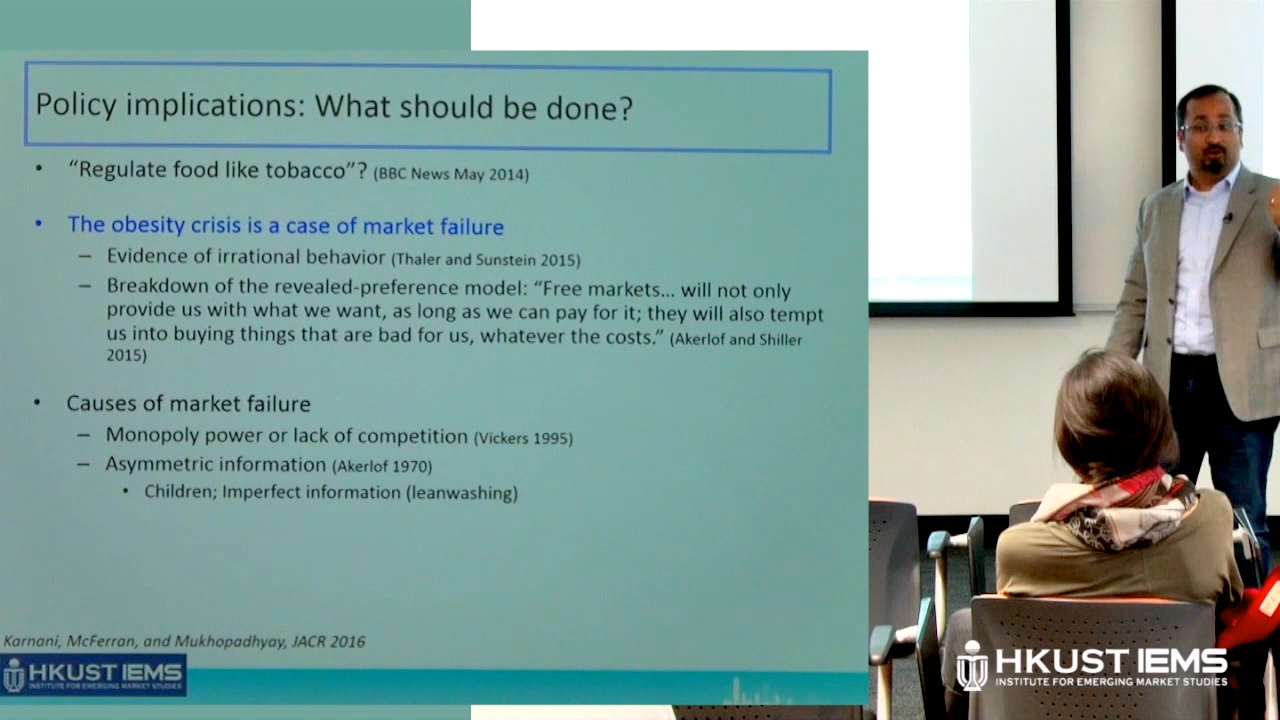 Policy implications: What should be done?
• “Regulate food like tobacco”? (BBC News May 2014)
• The obesity crisis is a case of market failure
– Evidence of irrational behavior (Thaler and Sunstein 2015)
– Breakdown of the revealed-preference model: “Free markets... will not only
provide us with what we want, as long as we can pay for it; they will also tempt
us into buying things that are bad for us, whatever the costs.” (Akerlof and Shiller
2015)
• Causes of market failure
– Monopoly power or lack of competition (Vickers 1995)
– Asymmetric information (Akerlof 1970)
• Children; Imperfect information (leanwashing)
Karnani, McFerran, and Mukhopadhyay, JACR 2016
HKUST IEMS
INSTITUTE FOR EMERGING MARKET STUDIES
HKUST IEMS
INSTITUTE FOR EMERGING MARKET STUDIES